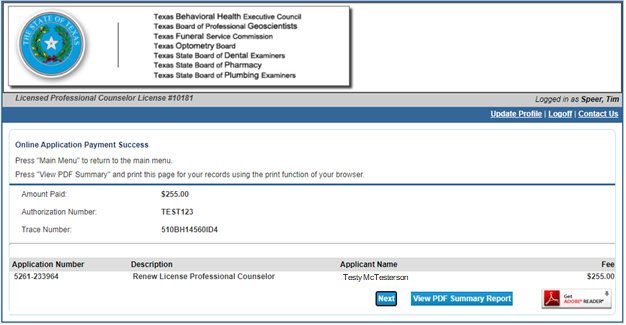 THE STATE OF TEXAS
Texas Behavioral Health Executive Council
Texas Board of Professional Geoscientists
Texas Funeral Service Commission
Texas Optometry Board
Texas State Board of Dental Examiners
Texas State Board of Pharmacy
Texas State Board of Plumbing Examiners
Licensed Professional Counselor License #10181 Logged in as Speer, Tim
Update Profile | Logoff | Contact Us
Online Application Payment Success
Press "Main Menu" to return to the main menu.
Press "View PDF Summary" and print this page for your records using the print function of your browser.
Amount Paid: $255.00
Authorization Number: TEST123
Trace Number: 510BH14560ID4
Application Number Description Applicant Name Fee
5261-233964 Renew License Professional Counselor Testy McTesterson $255.00
Next View PDF Summary Report Get
ADOBE® READER®